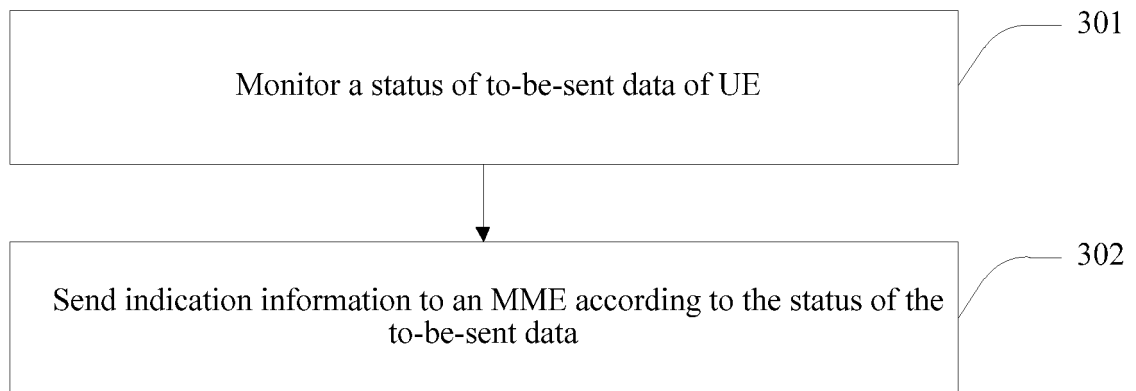 301
Monitor a status of to-be-sent data of UE
302
Send indication information to an MME according to the status of the
to-be-sent data